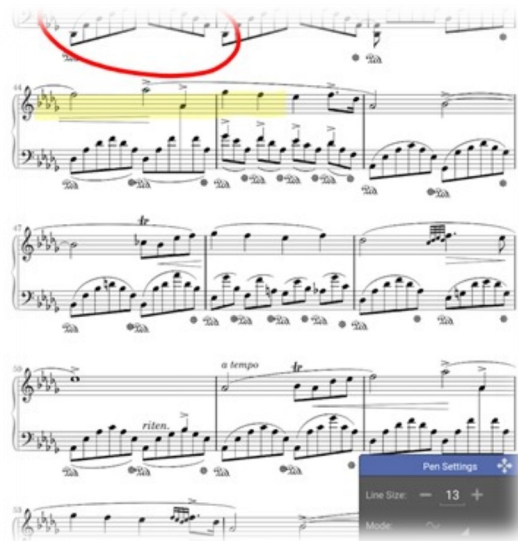 44
47
tr
50
a tempo
tr
riten.
Pen Settings
Line Size: — 13 +
53
Mode: